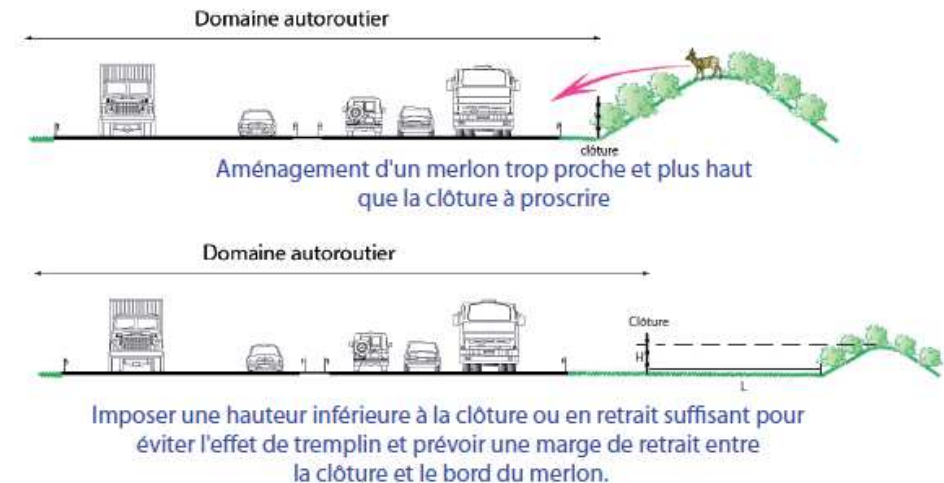 Domaine autoroutier
clôture
Aménagement d'un merlon trop proche et plus haut
que la clôture à proscrire
Domaine autoroutier
Clôture
H
L
Imposer une hauteur inférieure à la clôture ou en retrait suffisant pour
éviter l'effet de tremplin et prévoir une marge de retrait entre
la clôture et le bord du merlon.